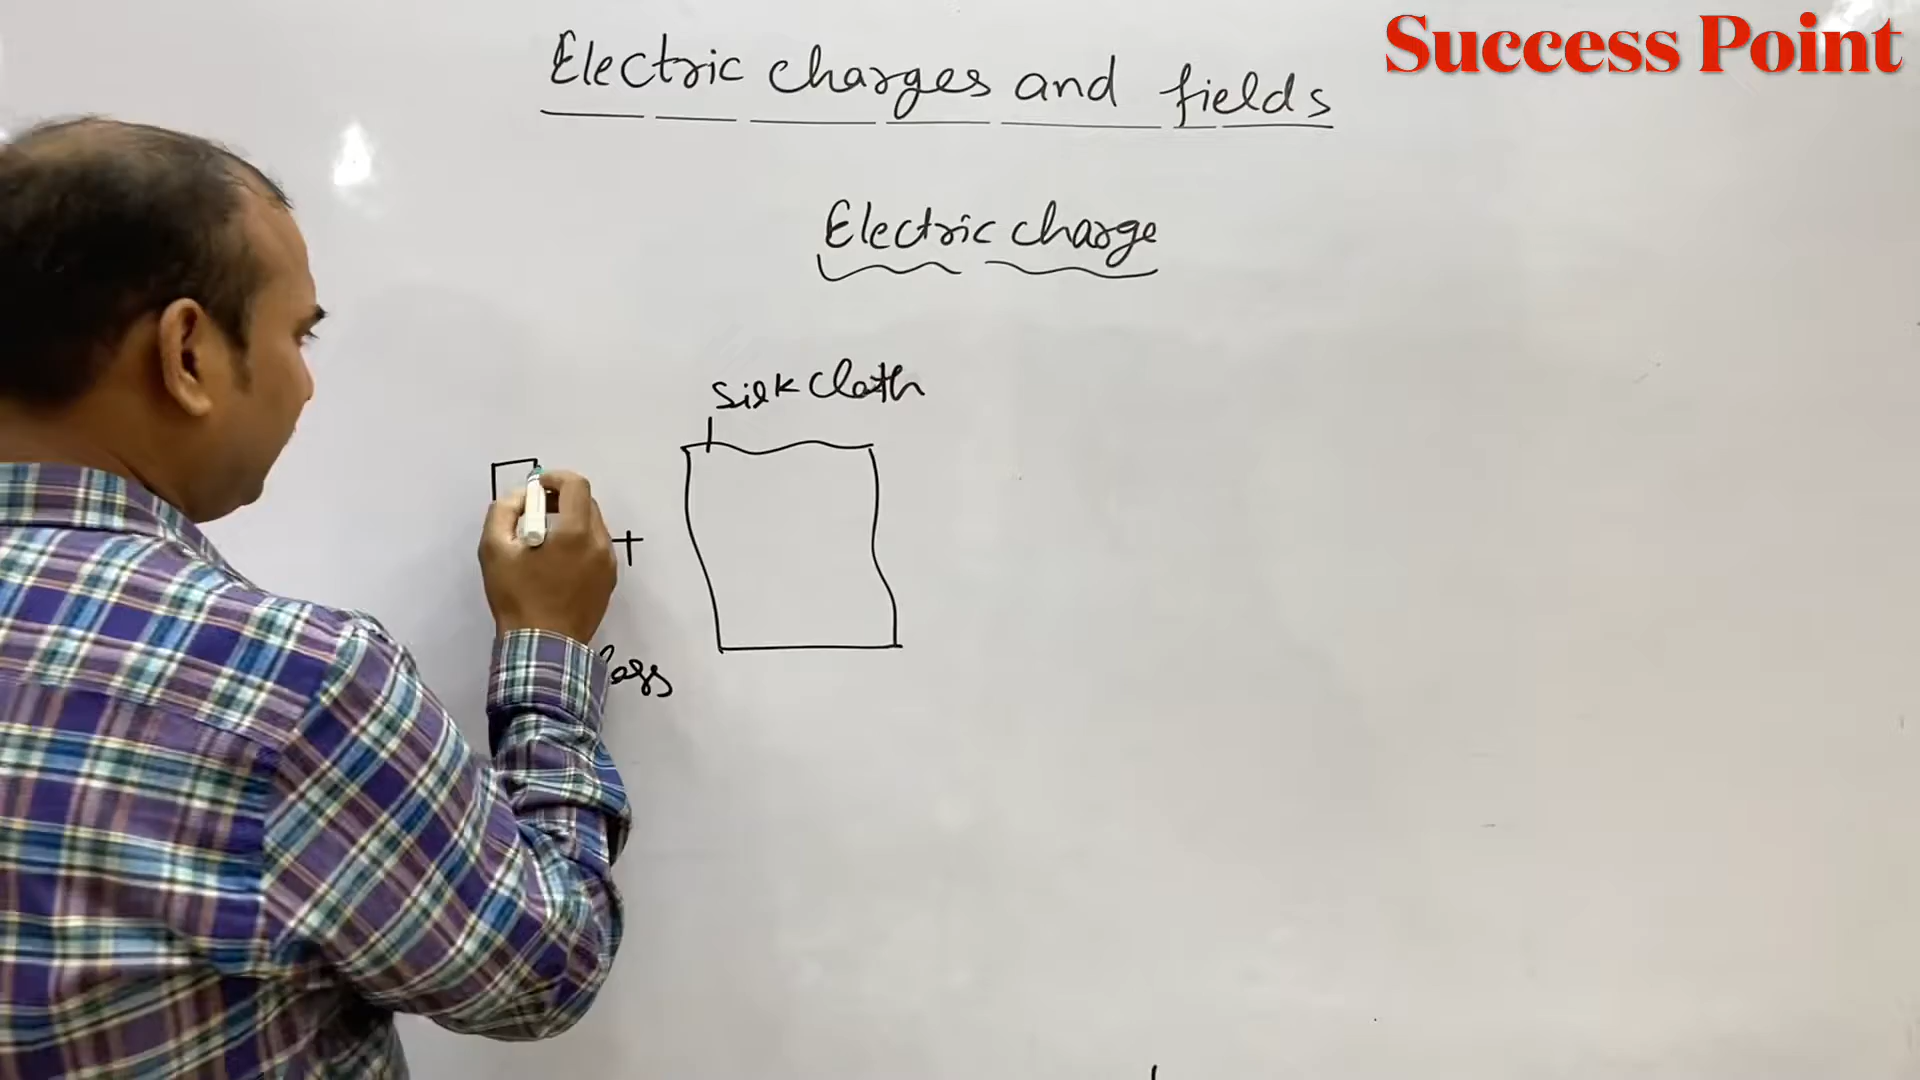 Success Point
Electric charges and fields
Electric charge
Silk cloth
+